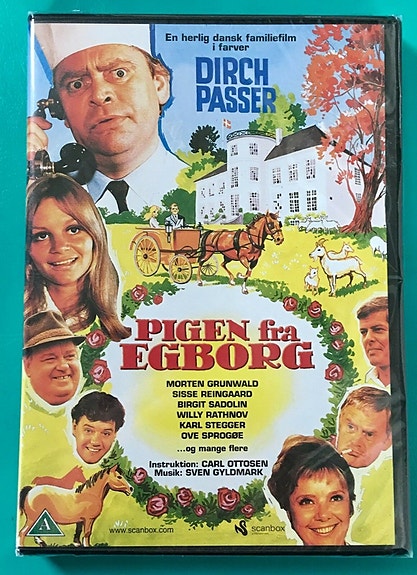 En herlig dansk familiefilm
i farver
DIRCH
PASSER
PIGEN fra
EGBORG
MORTEN GRUNWALD
SISSE REINGAARD
BIRGIT SADOLIN
WILLY RATHNOV
KARL STEGGER
OVE SPROGØE
...og mange flere
Instruktion: CARL OTTOSEN
Musik: SVEN GYLDMARK
A
www.scanbox.com
scanbox